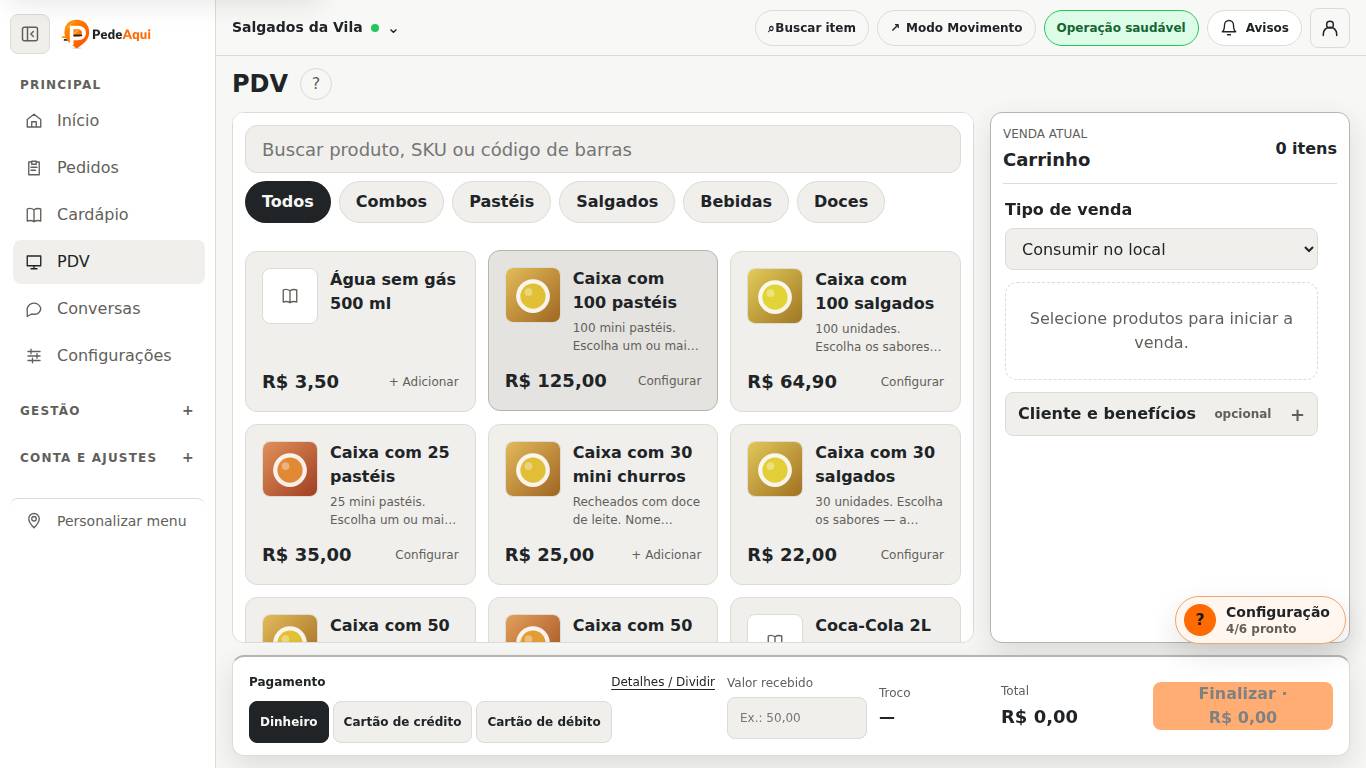 PedeAqui
PRINCIPAL
Início
Pedidos
Cardápio
PDV
Conversas
Configurações
GESTÃO +
CONTA E AJUSTES +
Personalizar menu
Salgados da Vila
Buscar item
↗ Modo Movimento
Operação saudável
Avisos
PDV ?
Buscar produto, SKU ou código de barras
Todos Combos Pastéis Salgados Bebidas Doces
Água sem gás
500 ml
R$ 3,50 + Adicionar
Caixa com
100 pastéis
100 mini pastéis.
Escolha um ou mai…
R$ 125,00 Configurar
Caixa com
100 salgados
100 unidades.
Escolha os sabores…
R$ 64,90 Configurar
Caixa com 25
pastéis
25 mini pastéis.
Escolha um ou mai…
R$ 35,00 Configurar
Caixa com 30
mini churros
Recheados com doce
de leite. Nome…
R$ 25,00 + Adicionar
Caixa com 30
salgados
30 unidades. Escolha
os sabores — a…
R$ 22,00 Configurar
Caixa com 50
Caixa com 50
Coca-Cola 2L
VENDA ATUAL
Carrinho
0 itens
Tipo de venda
Consumir no local
Selecione produtos para iniciar a
venda.
Cliente e benefícios opcional +
? Configuração
4/6 pronto
Pagamento
Detalhes / Dividir
Dinheiro Cartão de crédito Cartão de débito
Valor recebido
Ex.: 50,00
Troco
—
Total
R$ 0,00
Finalizar ·
R$ 0,00